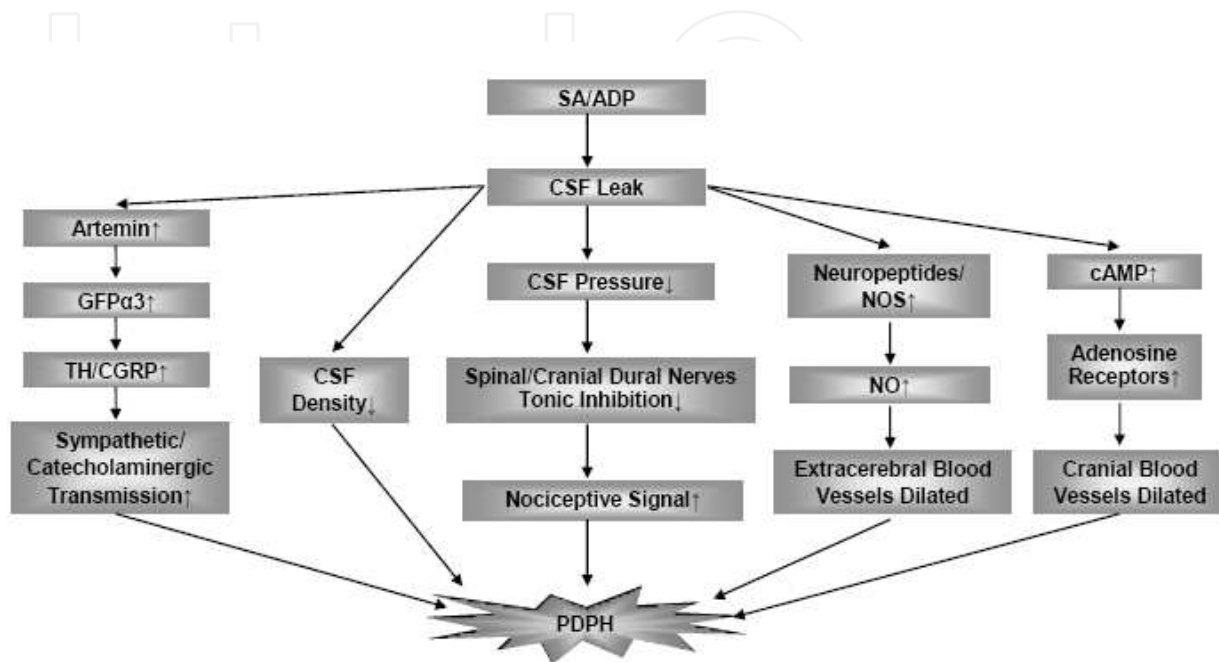 SA/ADP
CSF Leak
Artemin↑
GFPα3↑
TH/CGRP↑
Sympathetic/
Catecholaminergic
Transmission↑
CSF
Density↓
CSF Pressure↓
Spinal/Cranial Dural Nerves
Tonic Inhibition↓
Nociceptive Signal↑
Neuropeptides/
NOS↑
NO↑
Extracerebral Blood
Vessels Dilated
cAMP↑
Adenosine
Receptors↑
Cranial Blood
Vessels Dilated
PDPH